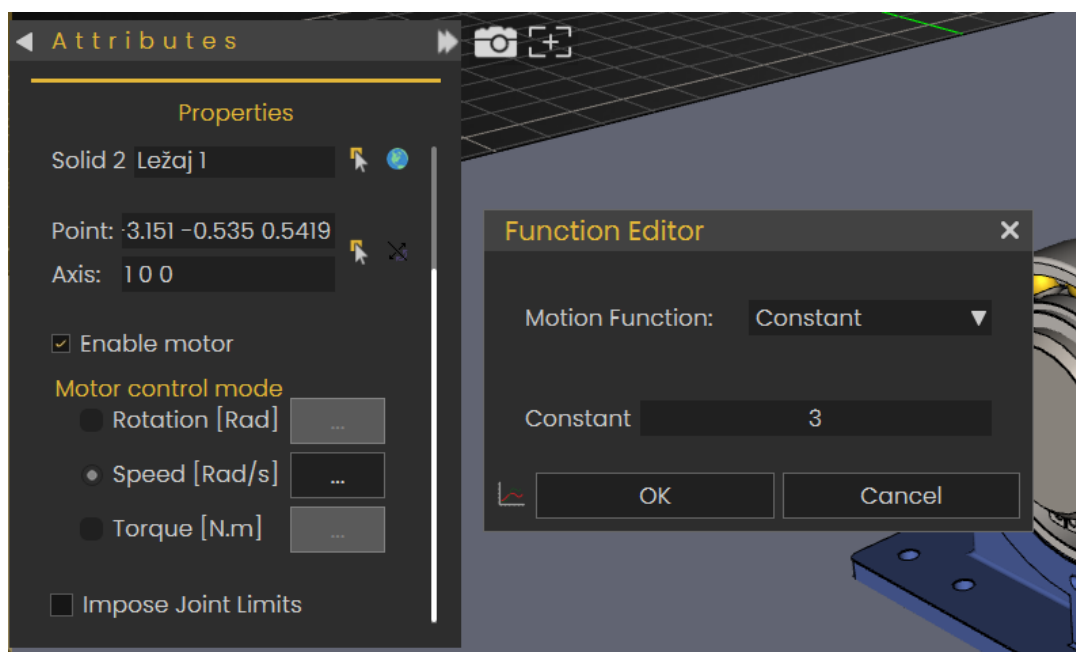 Attributes
Properties
Solid 2 Ležaj 1
Point: -3.151 -0.535 0.5419
Axis: 1 0 0
Enable motor
Motor control mode
Rotation [Rad] ...
Speed [Rad/s] ...
Torque [N.m] ...
Impose Joint Limits
Function Editor
Motion Function: Constant
Constant 3
OK Cancel